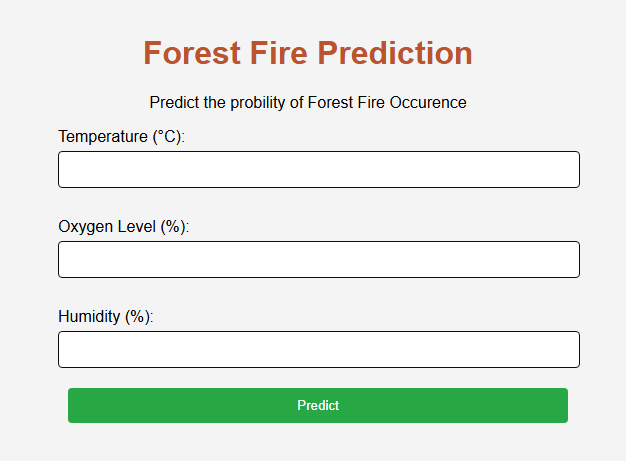 Forest Fire Prediction
Predict the probility of Forest Fire Occurence
Temperature (°C):
Oxygen Level (%):
Humidity (%):
Predict